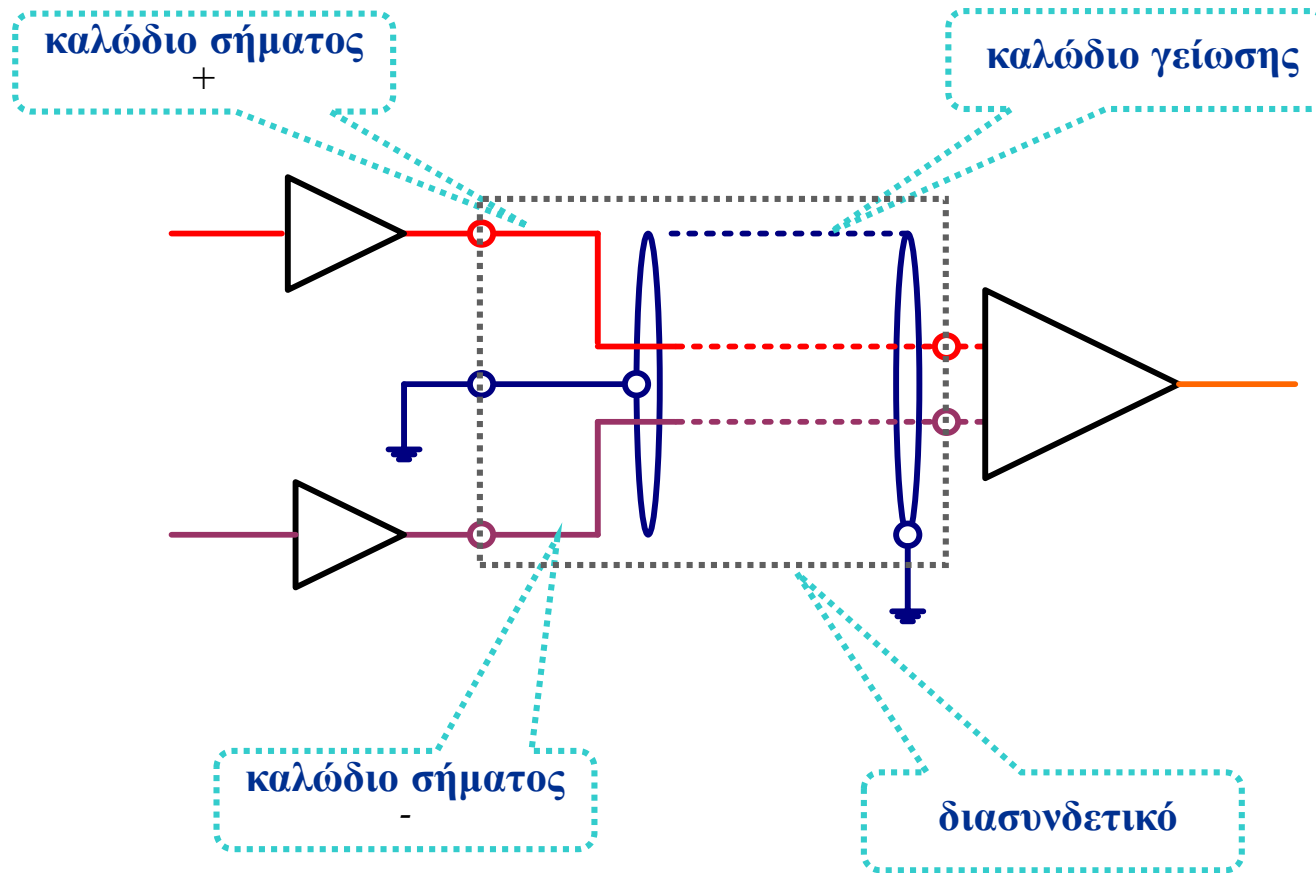 καλώδιο σήματος
+
καλώδιο γείωσης
καλώδιο σήματος
-
διασυνδετικό